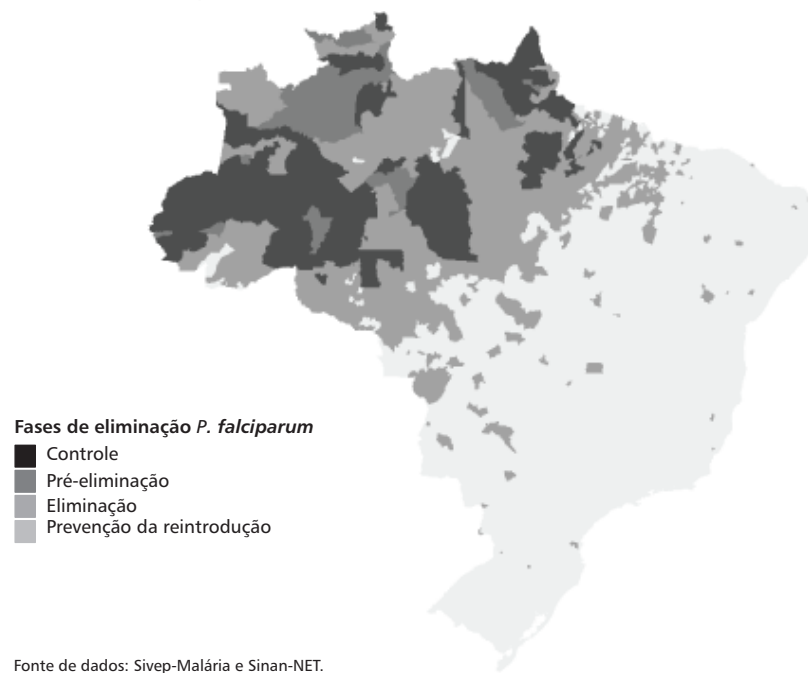 Fases de eliminação P. falciparum
Controle
Pré-eliminação
Eliminação
Prevenção da reintrodução
Fonte de dados: Sivep-Malária e Sinan-NET.